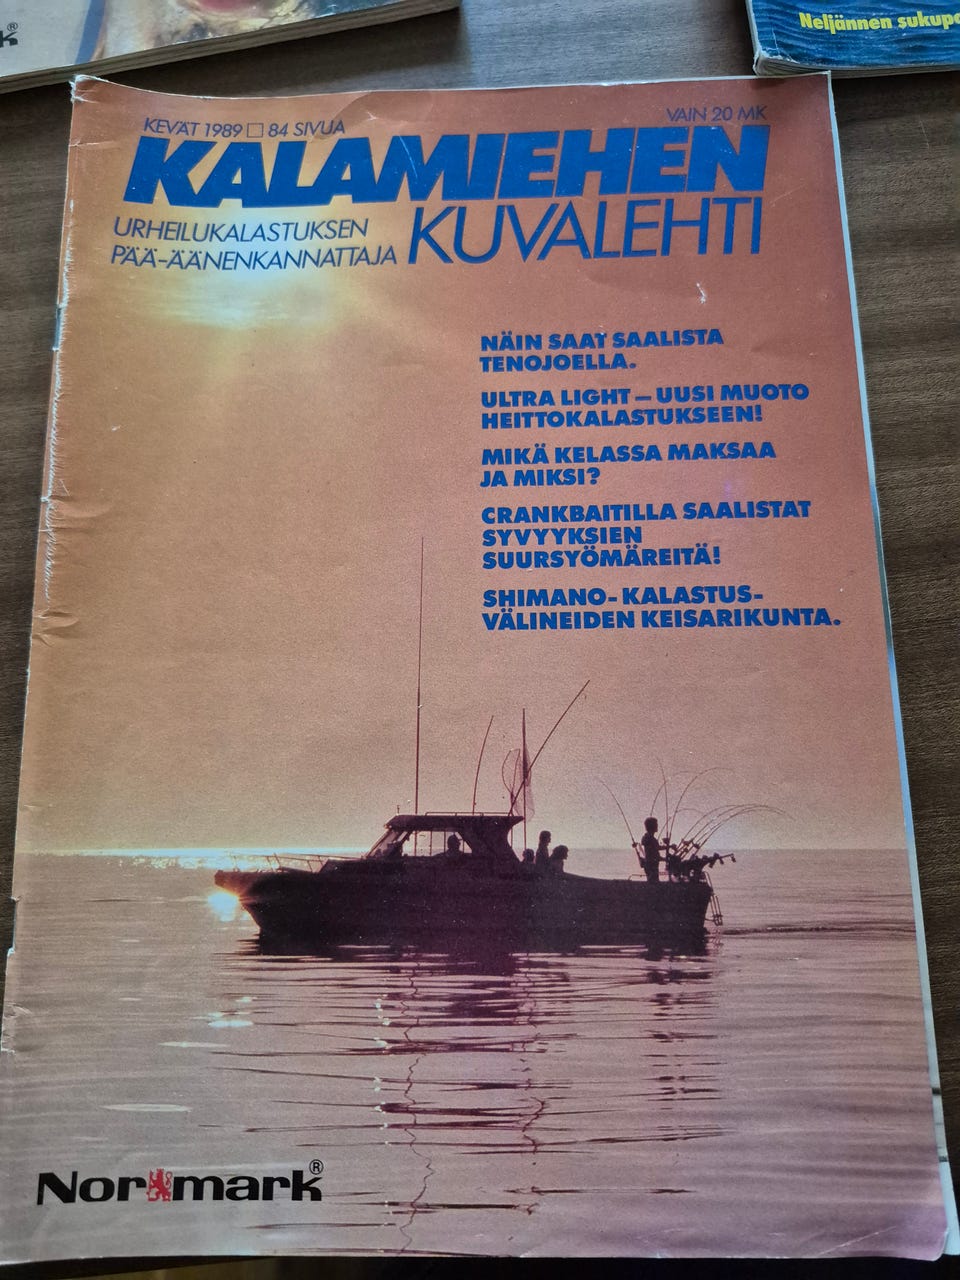 Neljännen
KEVÄT 1989 □ 84 SIVUA
VAIN 20 MK
KALAMIEHEN
KUVALEHTI
URHEILUKALASTUKSEN
PÄÄ-ÄÄNENKANNATTAJA
NÄIN SAAT SAALISTA
TENOJOELLA.
ULTRA LIGHT – UUSI MUOTO
HEITTOKALASTUKSEEN!
MIKÄ KELASSA MAKSAA
JA MIKSI?
CRANKBAITILLA SAALISTAT
SYVYYKSIEN
SUURSYÖMÄREITÄ!
SHIMANO-KALASTUS-
VÄLINEIDEN KEISARIKUNTA.
Normark®